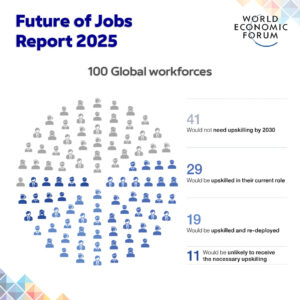 Future of Jobs
Report 2025
WORLD
ECONOMIC
FORUM
100 Global workforces
41
Would not need upskilling by 2030
29
Would be upskilled in their current role
19
Would be upskilled and re-deployed
11 Would be unlikely to receive
the necessary upskilling